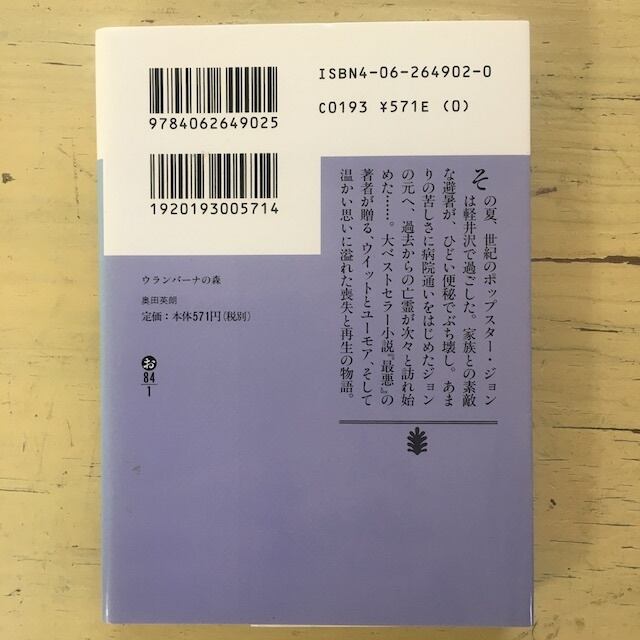 ISBN4-06-264902-0
C0193 ¥571E (0)
9784062649025
1920193005714
ウランバーナの森
奥田英朗
定価：本体571円（税別）
お
84
1
その夏、世紀のポップスター・ジョン
は軽井沢で過ごした。家族との素敵
な避暑が、ひどい便秘でぶち壊し。あま
りの苦しさに病院通いをはじめたジョン
の元へ、過去からの亡霊が次々と訪れ始
めた……。大ベストセラー小説『最悪』の
著者が贈る、ウイットとユーモア、そして
温かい思いに溢れた喪失と再生の物語。